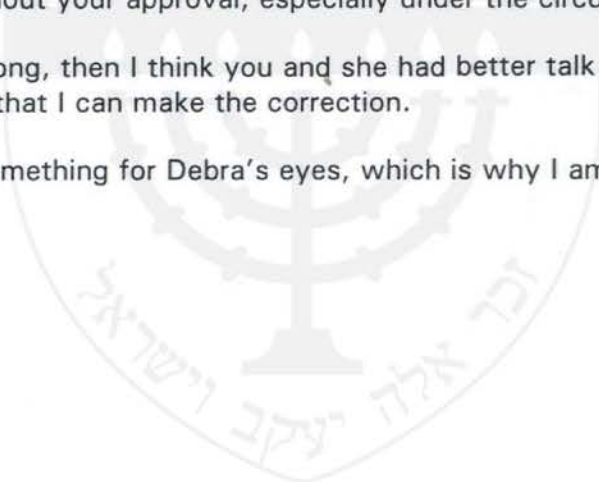 out your approval, especially under the circu
ong, then I think you and she had better talk
that I can make the correction.
mething for Debra's eyes, which is why I am
זכר אלה יעקב וישראל